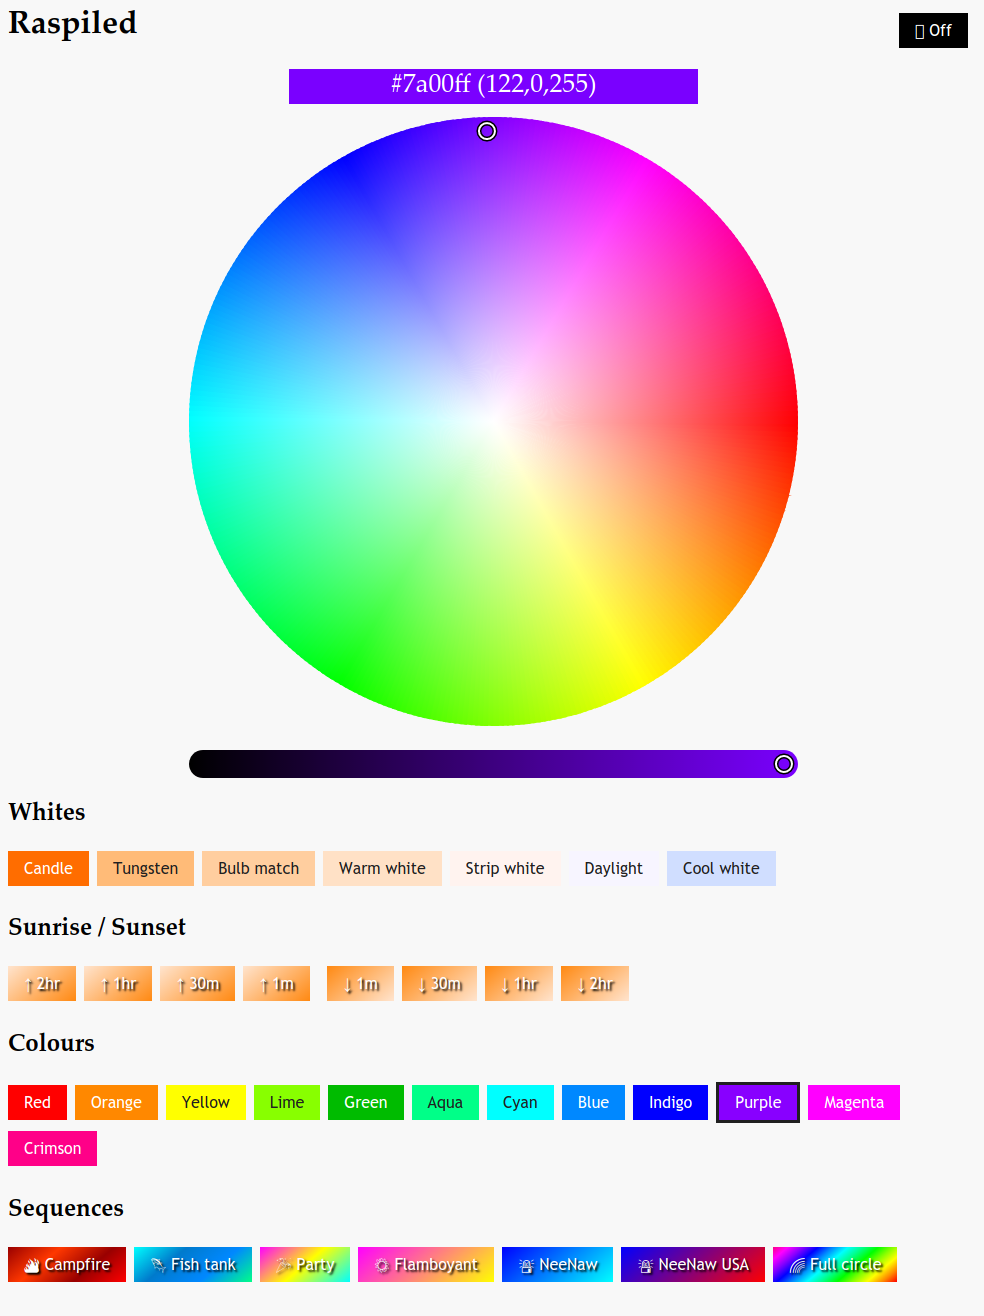 Raspiled
Off
#7a00ff (122,0,255)
Whites
Candle Tungsten Bulb match Warm white Strip white Daylight Cool white
Sunrise / Sunset
↑ 2hr ↑ 1hr ↑ 30m ↑ 1m ↓ 1m ↓ 30m ↓ 1hr ↓ 2hr
Colours
Red Orange Yellow Lime Green Aqua Cyan Blue Indigo Purple Magenta
Crimson
Sequences
Campfire Fish tank Party Flamboyant NeeNaw NeeNaw USA Full circle